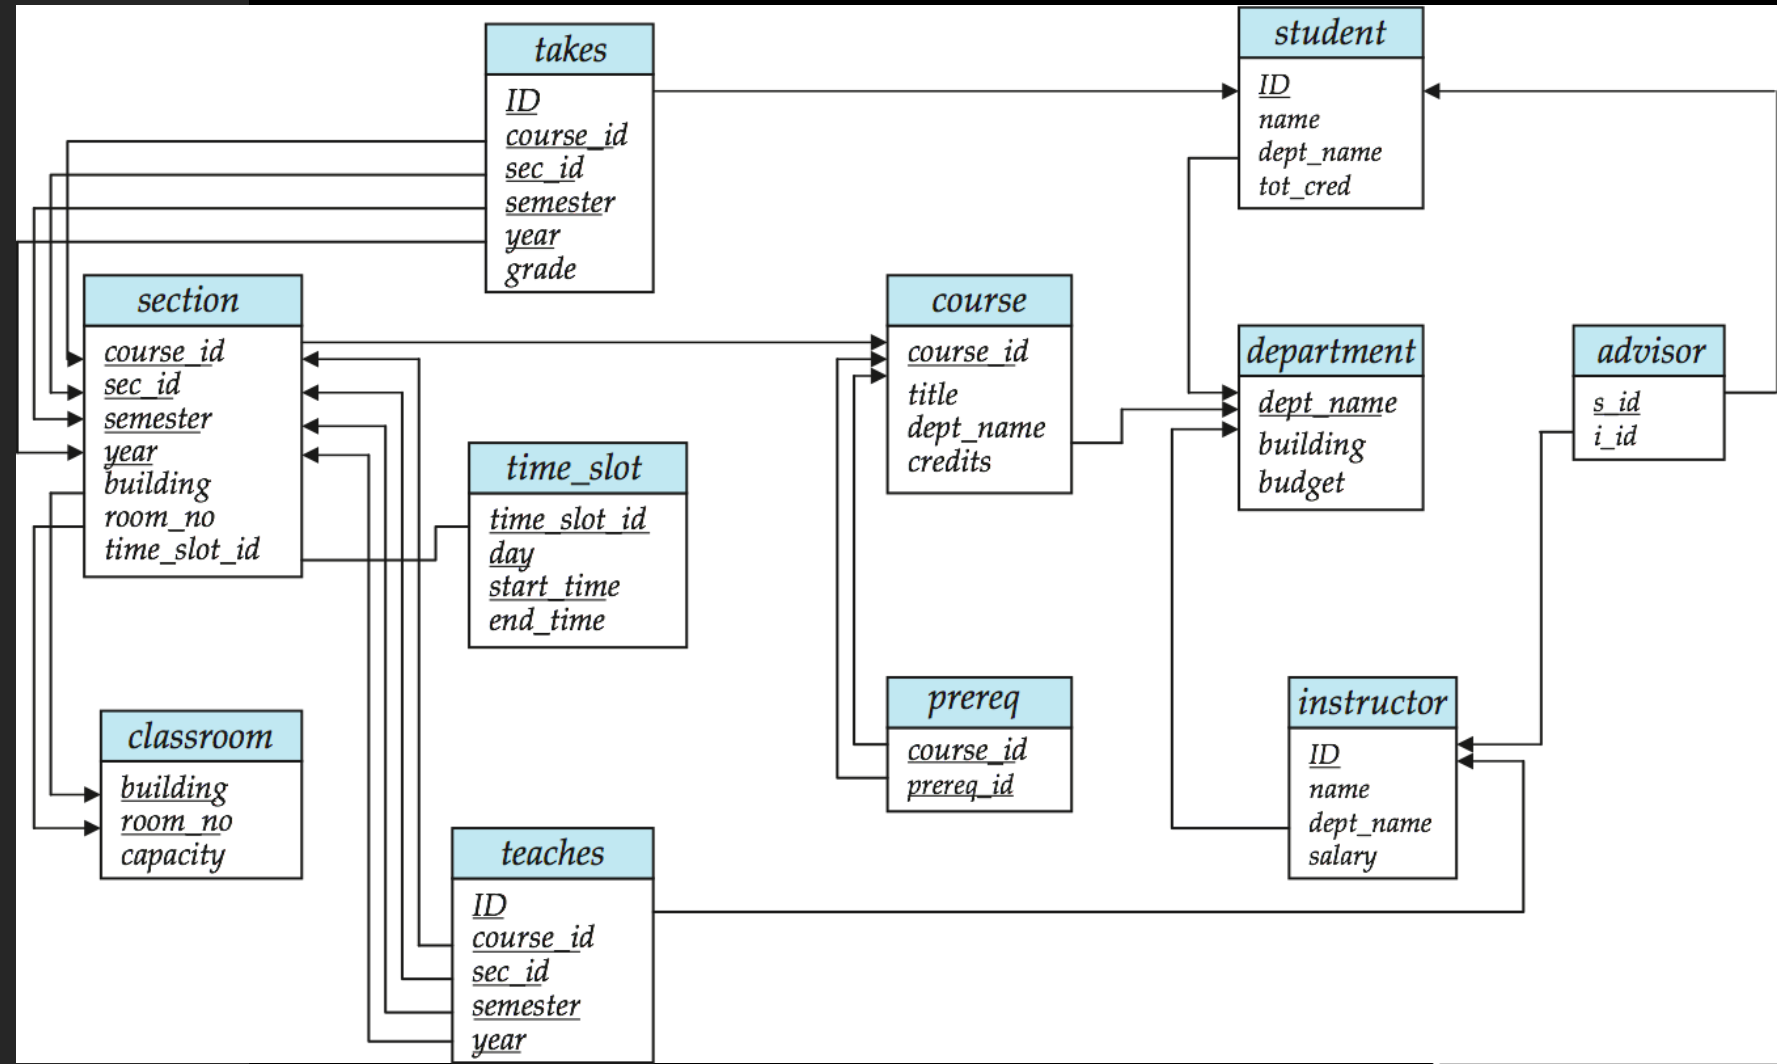 takes
ID
course_id
sec_id
semester
year
grade
student
ID
name
dept_name
tot_cred
section
course_id
sec_id
semester
year
building
room_no
time_slot_id
time_slot
time_slot_id
day
start_time
end_time
course
course_id
title
dept_name
credits
department
dept_name
building
budget
advisor
s_id
i_id
classroom
building
room_no
capacity
prereq
course_id
prereq_id
instructor
ID
name
dept_name
salary
teaches
ID
course_id
sec_id
semester
year